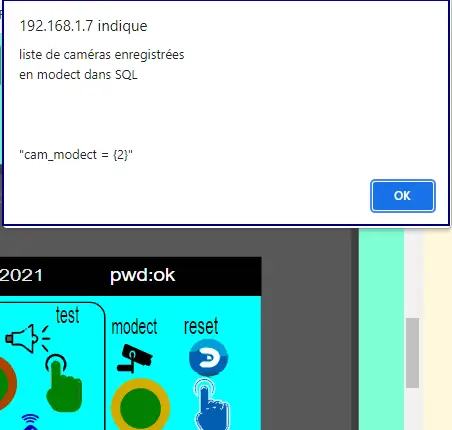 192.168.1.7 indique
liste de caméras enregistrées
en modect dans SQL
"cam_modect = {2}"
OK
2021 pwd:ok
test
modect reset